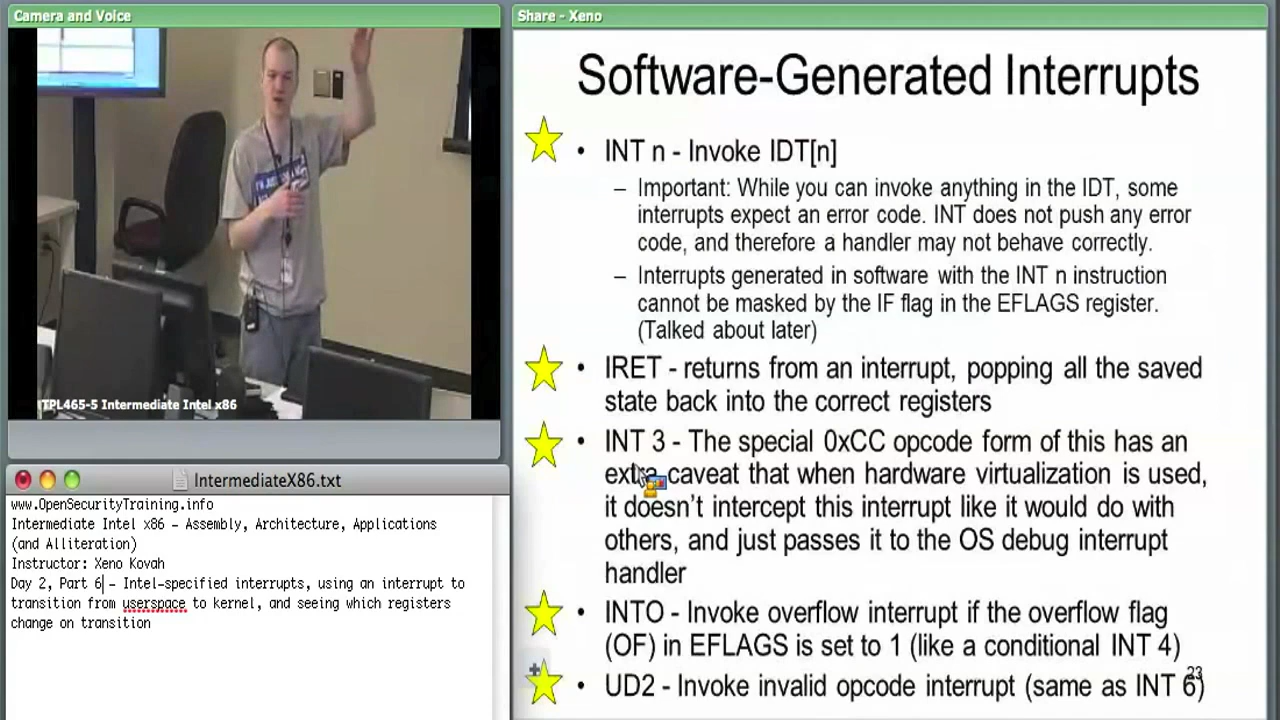 Camera and Voice
TPL465-5 Intermediate Intel x86
IntermediateX86.txt
www.OpenSecurityTraining.info
Intermediate Intel x86 – Assembly, Architecture, Applications
(and Alliteration)
Instructor: Xeno Kovah
Day 2, Part 6 – Intel-specified interrupts, using an interrupt to
transition from userspace to kernel, and seeing which registers
change on transition
Share - Xeno
Software-Generated Interrupts
• INT n - Invoke IDT[n]
– Important: While you can invoke anything in the IDT, some
interrupts expect an error code. INT does not push any error
code, and therefore a handler may not behave correctly.
– Interrupts generated in software with the INT n instruction
cannot be masked by the IF flag in the EFLAGS register.
(Talked about later)
• IRET - returns from an interrupt, popping all the saved
state back into the correct registers
• INT 3 - The special 0xCC opcode form of this has an
extra caveat that when hardware virtualization is used,
it doesn't intercept this interrupt like it would do with
others, and just passes it to the OS debug interrupt
handler
• INTO - Invoke overflow interrupt if the overflow flag
(OF) in EFLAGS is set to 1 (like a conditional INT 4)
• UD2 - Invoke invalid opcode interrupt (same as INT 6)
23